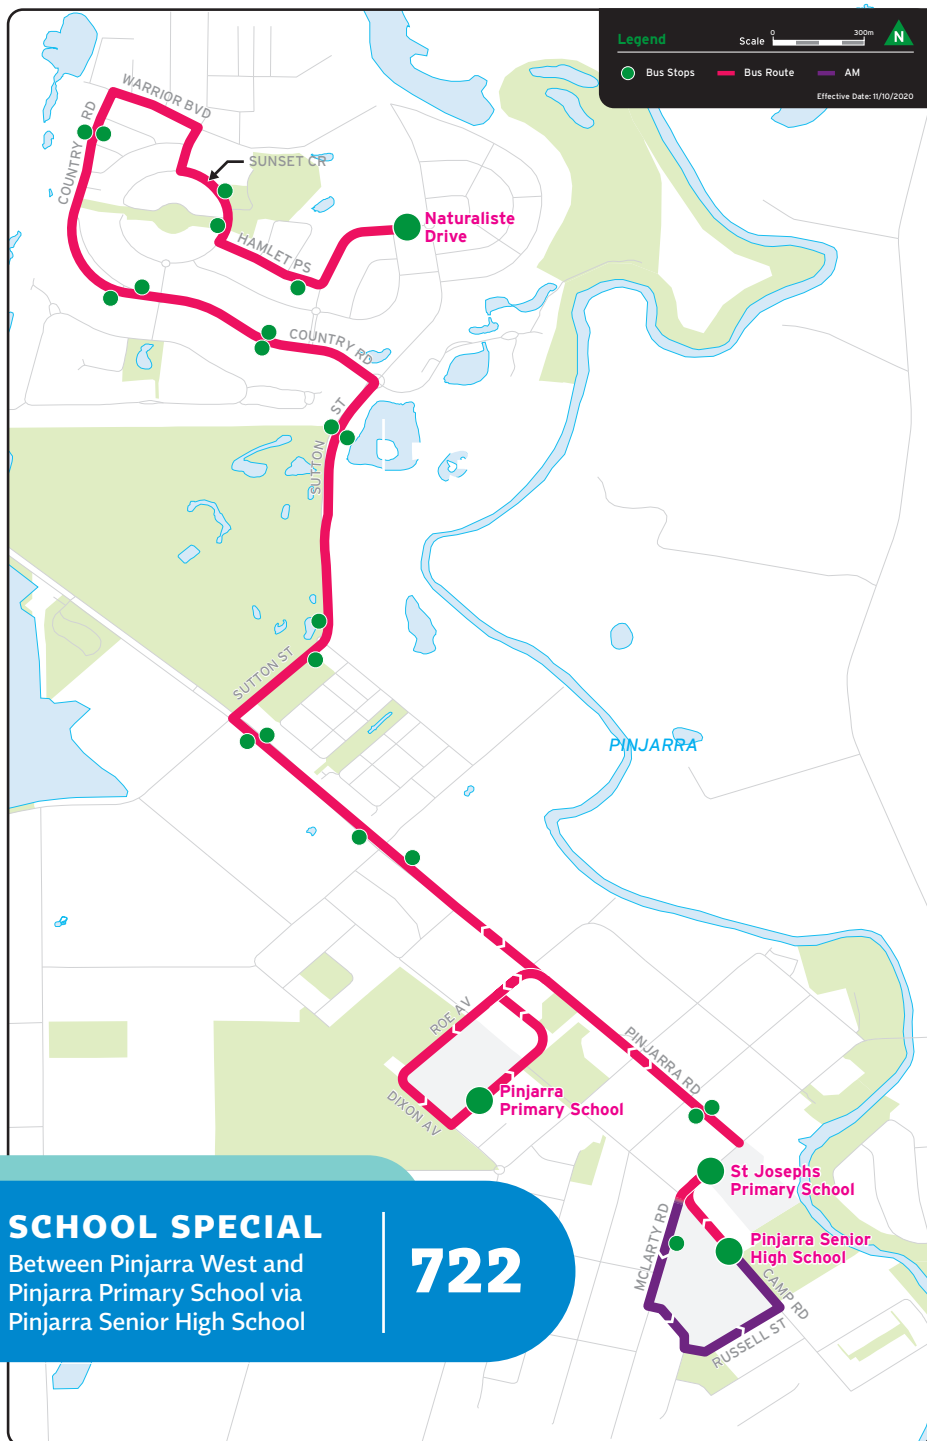 Legend
Scale
0
300m
N
Bus Stops
Bus Route
AM
Effective Date: 11/10/2020
WARRIOR BVD
COUNTRY RD
SUNSET CR
Naturaliste
Drive
HAMLET PS
COUNTRY RD
SUTTON ST
SUTTON ST
PINJARRA
ROE AV
PINJARRA RD
DIXON AV
Pinjarra
Primary School
St Josephs
Primary School
MCLARTY RD
Pinjarra Senior
High School
CAMP RD
RUSSELL ST
SCHOOL SPECIAL
Between Pinjarra West and
Pinjarra Primary School via
Pinjarra Senior High School
722